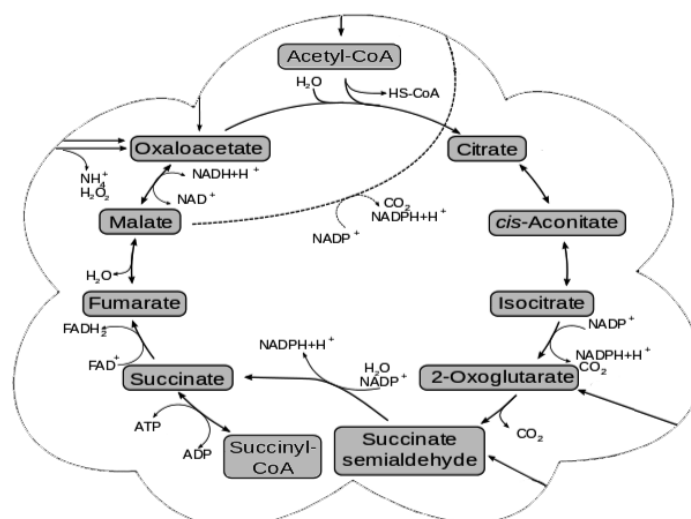 Acetyl-CoA
H₂O
HS-CoA
Oxaloacetate
Citrate
NH₄⁺
H₂O₂
NADH+H⁺
NAD⁺
Malate
CO₂
NADPH+H⁺
NADP⁺
cis-Aconitate
H₂O
Fumarate
Isocitrate
FADH₂
FAD⁺
NADPH+H⁺
H₂O
NADP⁺
NADP⁺
NADPH+H⁺
CO₂
Succinate
2-Oxoglutarate
ATP
ADP
CO₂
Succinyl-
CoA
Succinate
semialdehyde